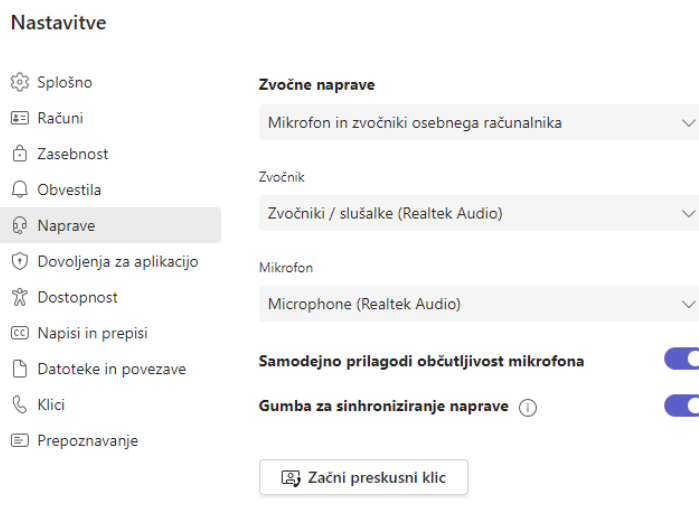 Nastavitve
Splošno
Računi
Zasebnost
Obvestila
Naprave
Dovoljenja za aplikacijo
Dostopnost
CC Napisi in prepisi
Datoteke in povezave
Klici
Prepoznavanje
Zvočne naprave
Mikrofon in zvočniki osebnega računalnika
Zvočnik
Zvočniki / slušalke (Realtek Audio)
Mikrofon
Microphone (Realtek Audio)
Samodejno prilagodi občutljivost mikrofona
Gumba za sinhroniziranje naprave
Začni preskusni klic